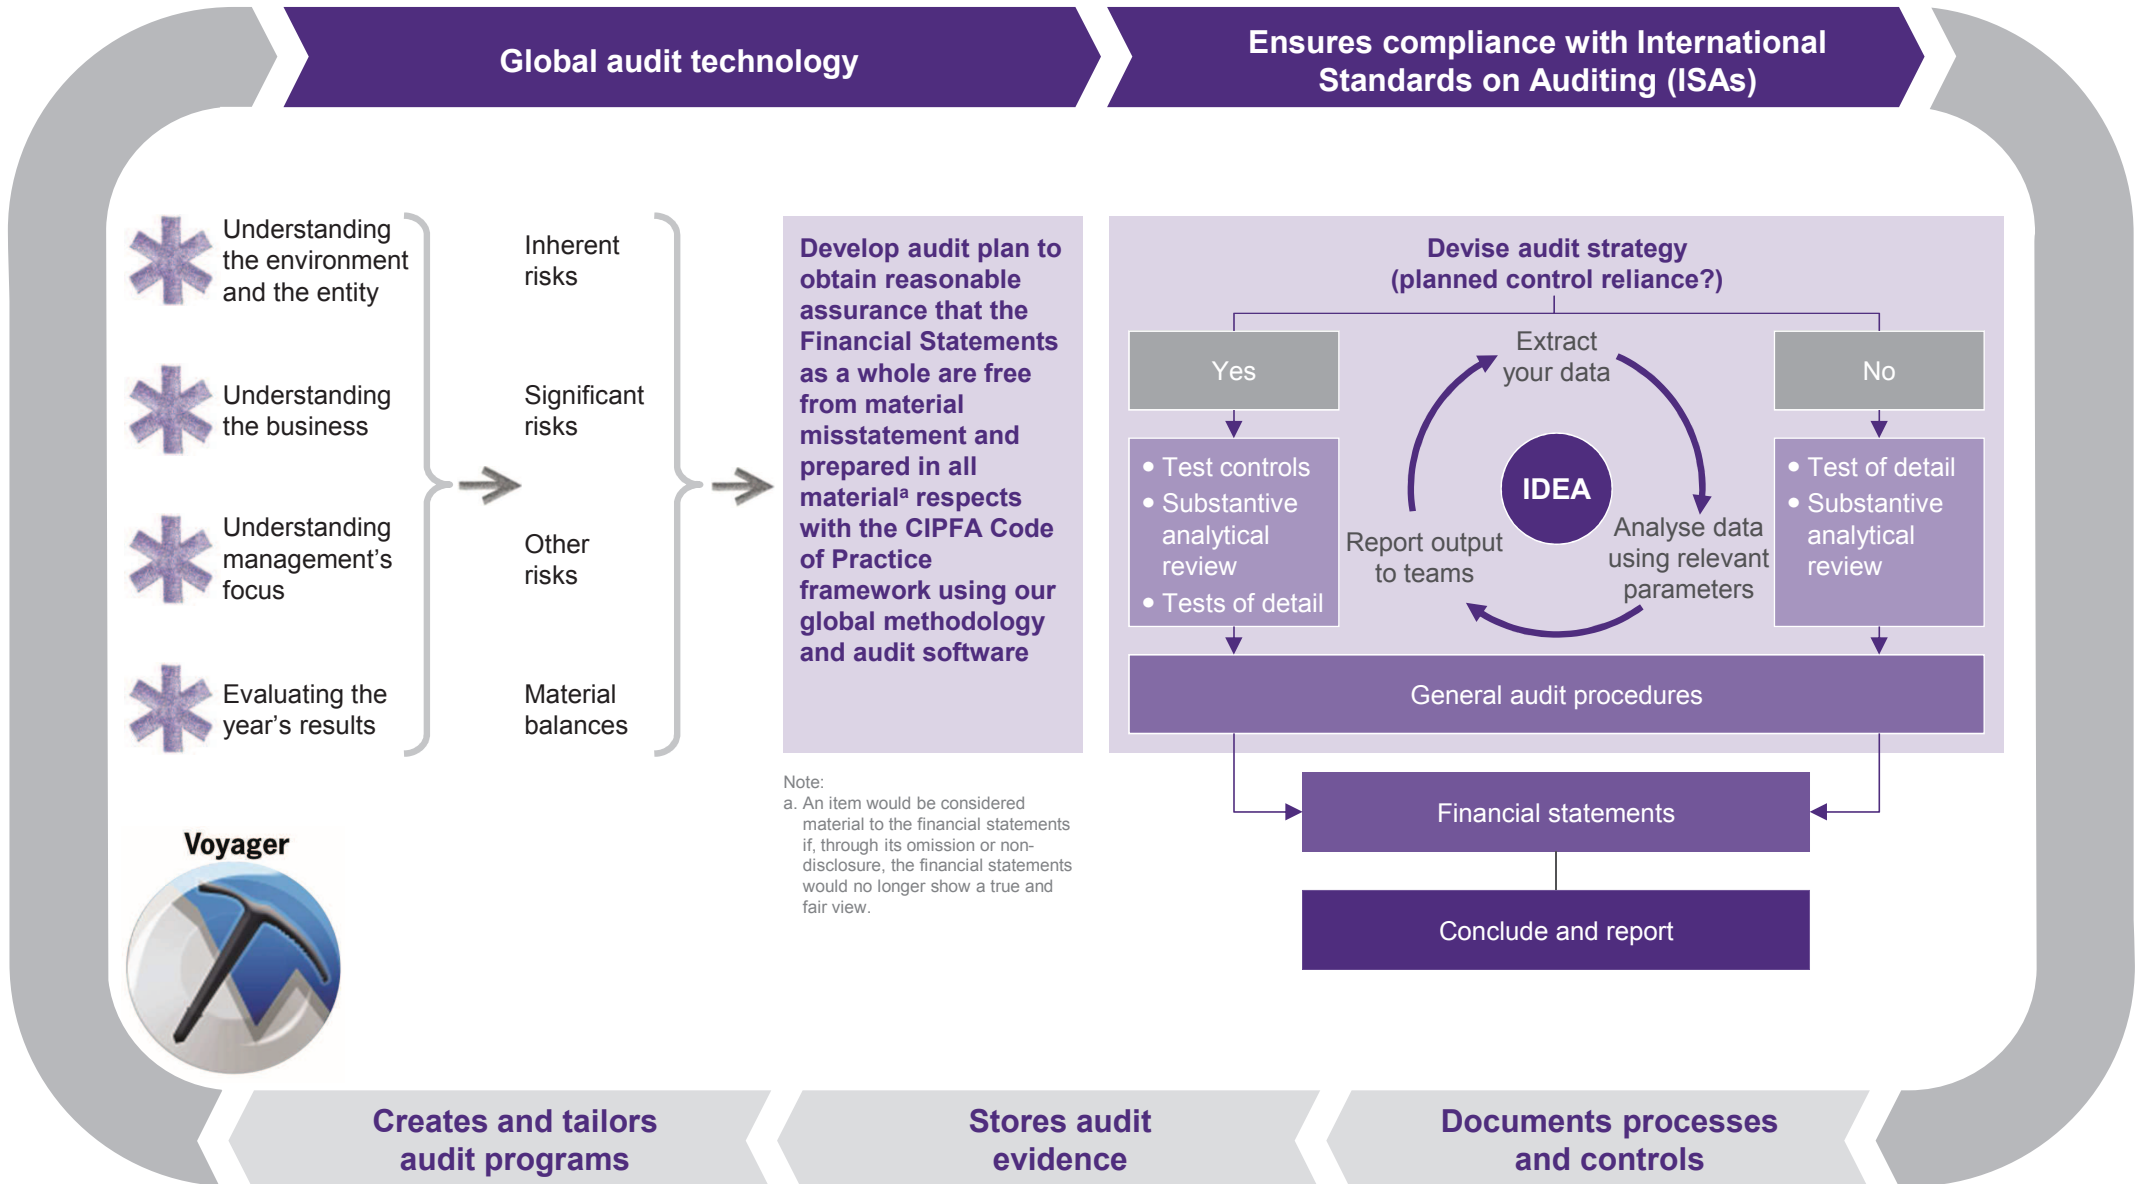 Global audit technology
Ensures compliance with International
Standards on Auditing (ISAs)
Understanding
the environment
and the entity
Understanding
the business
Understanding
management’s
focus
Evaluating the
year’s results
Inherent
risks
Significant
risks
Other
risks
Material
balances
Develop audit plan to
obtain reasonable
assurance that the
Financial Statements
as a whole are free
from material
misstatement and
prepared in all
materialᵃ respects
with the CIPFA Code
of Practice
framework using our
global methodology
and audit software
Note:
a. An item would be considered
material to the financial statements
if, through its omission or non-
disclosure, the financial statements
would no longer show a true and
fair view.
Devise audit strategy
(planned control reliance?)
Yes
• Test controls
• Substantive
analytical
review
• Tests of detail
Extract
your data
IDEA
Analyse data
using relevant
parameters
Report output
to teams
No
• Test of detail
• Substantive
analytical
review
General audit procedures
Financial statements
Conclude and report
Voyager
Creates and tailors
audit programs
Stores audit
evidence
Documents processes
and controls